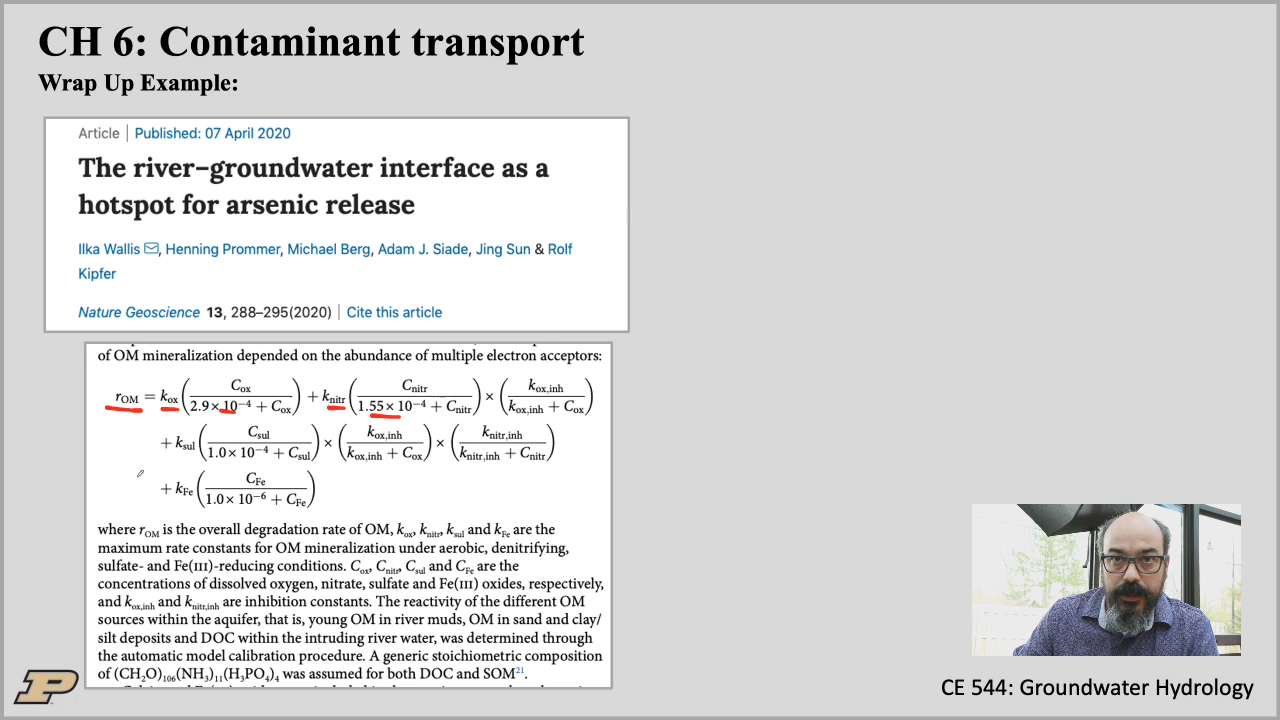 CH 6: Contaminant transport
Wrap Up Example:
Article | Published: 07 April 2020
The river–groundwater interface as a
hotspot for arsenic release
Ilka Wallis, Henning Prommer, Michael Berg, Adam J. Siade, Jing Sun & Rolf
Kipfer
Nature Geoscience 13, 288–295(2020) | Cite this article
of OM mineralization depended on the abundance of multiple electron acceptors:
r_OM = k_ox (C_ox / (2.9 × 10⁻⁴ + C_ox)) + k_nitr (C_nitr / (1.55 × 10⁻⁴ + C_nitr)) × (k_ox,inh / (k_ox,inh + C_ox))
+ k_sul (C_sul / (1.0 × 10⁻⁴ + C_sul)) × (k_ox,inh / (k_ox,inh + C_ox)) × (k_nitr,inh / (k_nitr,inh + C_nitr))
+ k_Fe (C_Fe / (1.0 × 10⁻⁶ + C_Fe))
where r_OM is the overall degradation rate of OM, k_ox, k_nitr, k_sul and k_Fe are the
maximum rate constants for OM mineralization under aerobic, denitrifying,
sulfate- and Fe(III)-reducing conditions. C_ox, C_nitr, C_sul and C_Fe are the
concentrations of dissolved oxygen, nitrate, sulfate and Fe(III) oxides, respectively,
and k_ox,inh and k_nitr,inh are inhibition constants. The reactivity of the different OM
sources within the aquifer, that is, young OM in river muds, OM in sand and clay/
silt deposits and DOC within the intruding river water, was determined through
the automatic model calibration procedure. A generic stoichiometric composition
of (CH₂O)₁₀₆(NH₃)₁₁(H₃PO₄)₄ was assumed for both DOC and SOM²¹.
P
CE 544: Groundwater Hydrology